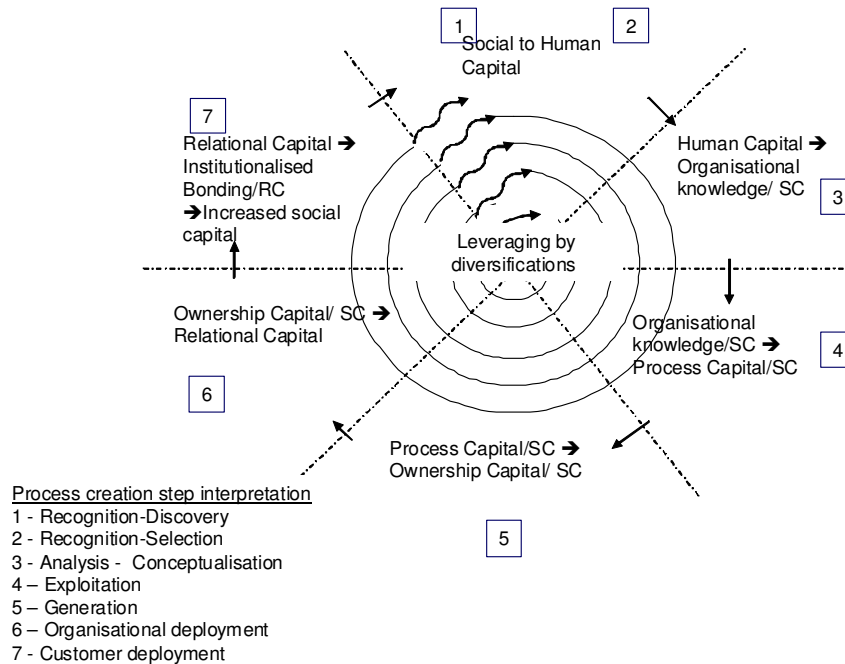 1
2
Social to Human
Capital
7
Relational Capital ➔
Institutionalised
Bonding/RC
➔Increased social
capital
Human Capital ➔
Organisational
knowledge/ SC
3
Leveraging by
diversifications
Ownership Capital/ SC ➔
Relational Capital
6
Organisational
knowledge/SC ➔
Process Capital/SC
4
Process Capital/SC ➔
Ownership Capital/ SC
5
Process creation step interpretation
1 - Recognition-Discovery
2 - Recognition-Selection
3 - Analysis -  Conceptualisation
4 – Exploitation
5 – Generation
6 – Organisational deployment
7 - Customer deployment